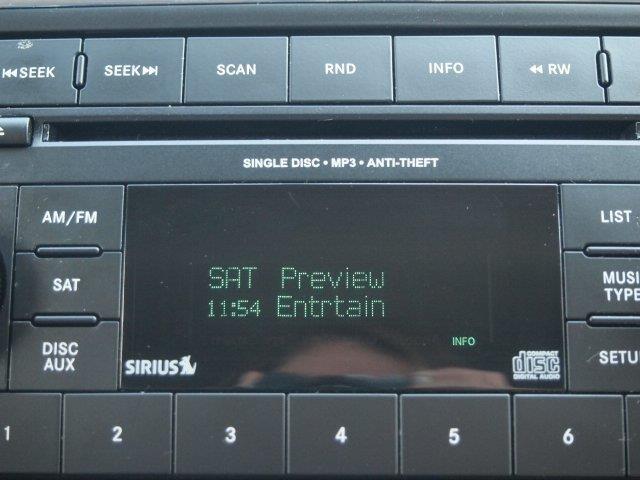 SEEK SEEK SCAN RND INFO RW
SINGLE DISC • MP3 • ANTI-THEFT
AM/FM LIST
SAT Preview
SAT MUSIC TYPE
11:54 Entrtain
DISC AUX
INFO
SIRIUS
COMPACT disc DIGITAL AUDIO
SETU
1 2 3 4 5 6